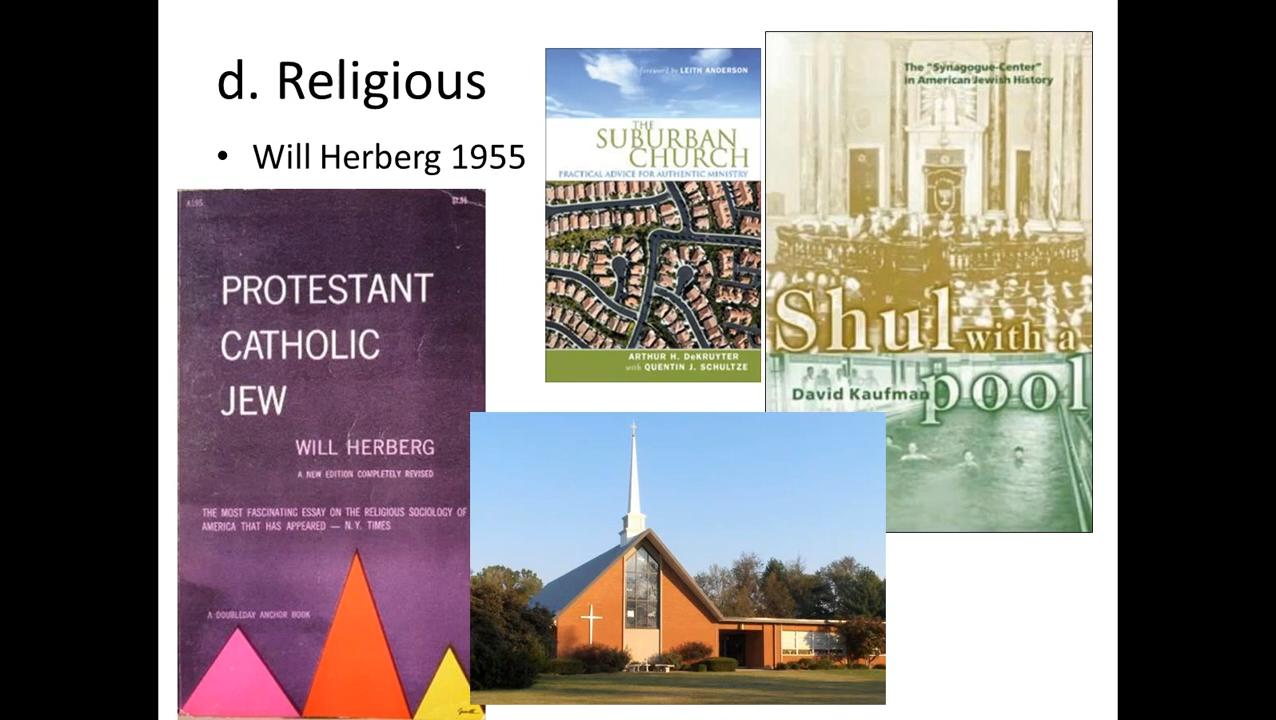 d. Religious
• Will Herberg 1955
A195
PROTESTANT
CATHOLIC
JEW
WILL HERBERG
A NEW EDITION COMPLETELY REVISED
THE MOST FASCINATING ESSAY ON THE RELIGIOUS SOCIOLOGY OF
AMERICA THAT HAS APPEARED — N.Y. TIMES
A DOUBLEDAY ANCHOR BOOK
foreword by LEITH ANDERSON
THE
SUBURBAN
CHURCH
PRACTICAL ADVICE FOR AUTHENTIC MINISTRY
ARTHUR H. DeKRUYTER
with QUENTIN J. SCHULTZE
The "Synagogue-Center"
in American Jewish History
Shul with a
pool
David Kaufman